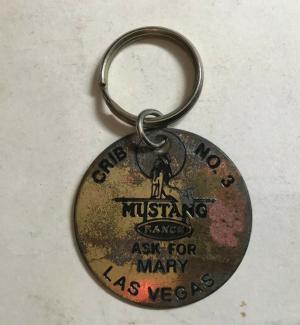 CRIB NO. 3
MUSTANG
RANCH
ASK FOR
MARY
LAS VEGAS